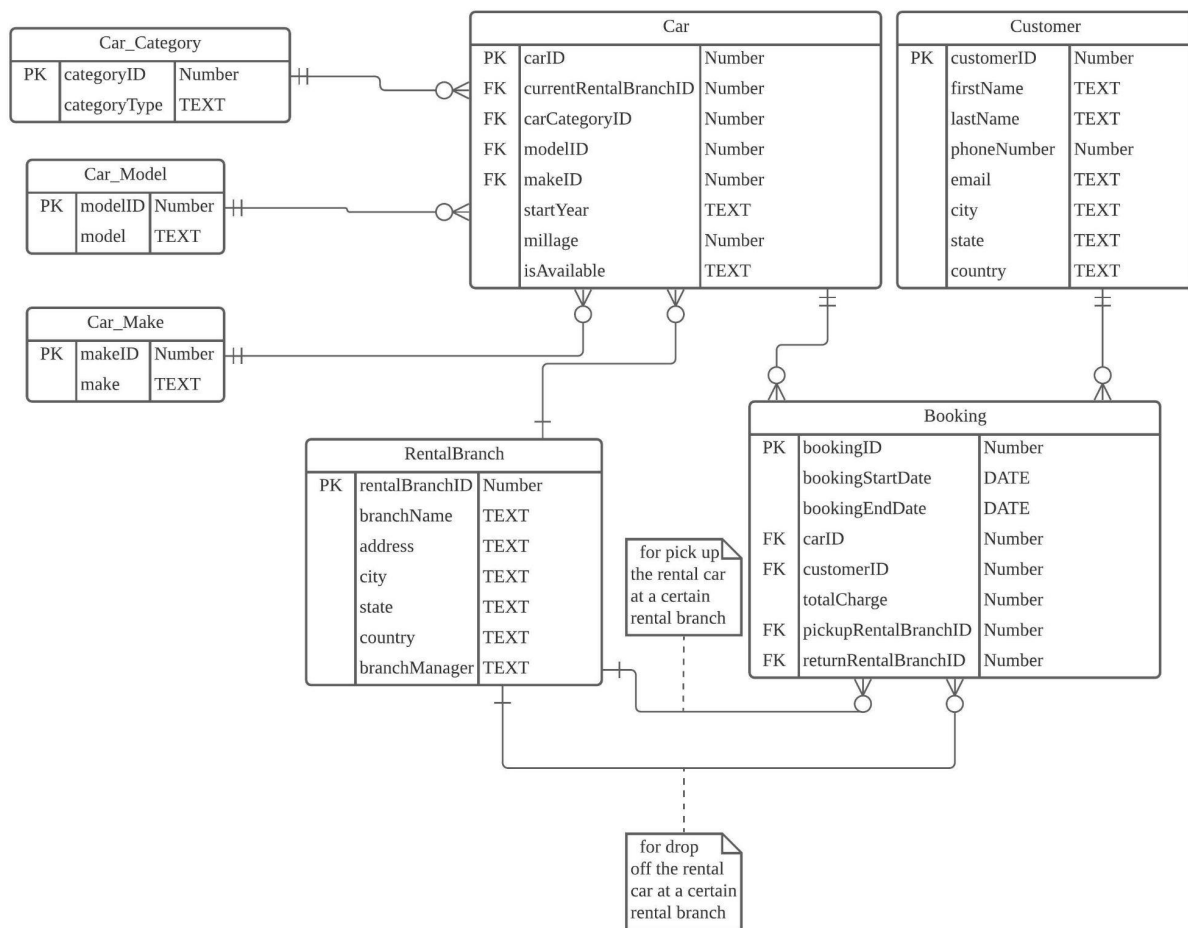 Car_Category
PK categoryID Number
categoryType TEXT
Car_Model
PK modelID Number
model TEXT
Car_Make
PK makeID Number
make TEXT
Car
PK carID Number
FK currentRentalBranchID Number
FK carCategoryID Number
FK modelID Number
FK makeID Number
startYear TEXT
millage Number
isAvailable TEXT
Customer
PK customerID Number
firstName TEXT
lastName TEXT
phoneNumber Number
email TEXT
city TEXT
state TEXT
country TEXT
RentalBranch
PK rentalBranchID Number
branchName TEXT
address TEXT
city TEXT
state TEXT
country TEXT
branchManager TEXT
for pick up
the rental car
at a certain
rental branch
Booking
PK bookingID Number
bookingStartDate DATE
bookingEndDate DATE
FK carID Number
FK customerID Number
totalCharge Number
FK pickupRentalBranchID Number
FK returnRentalBranchID Number
for drop
off the rental
car at a certain
rental branch